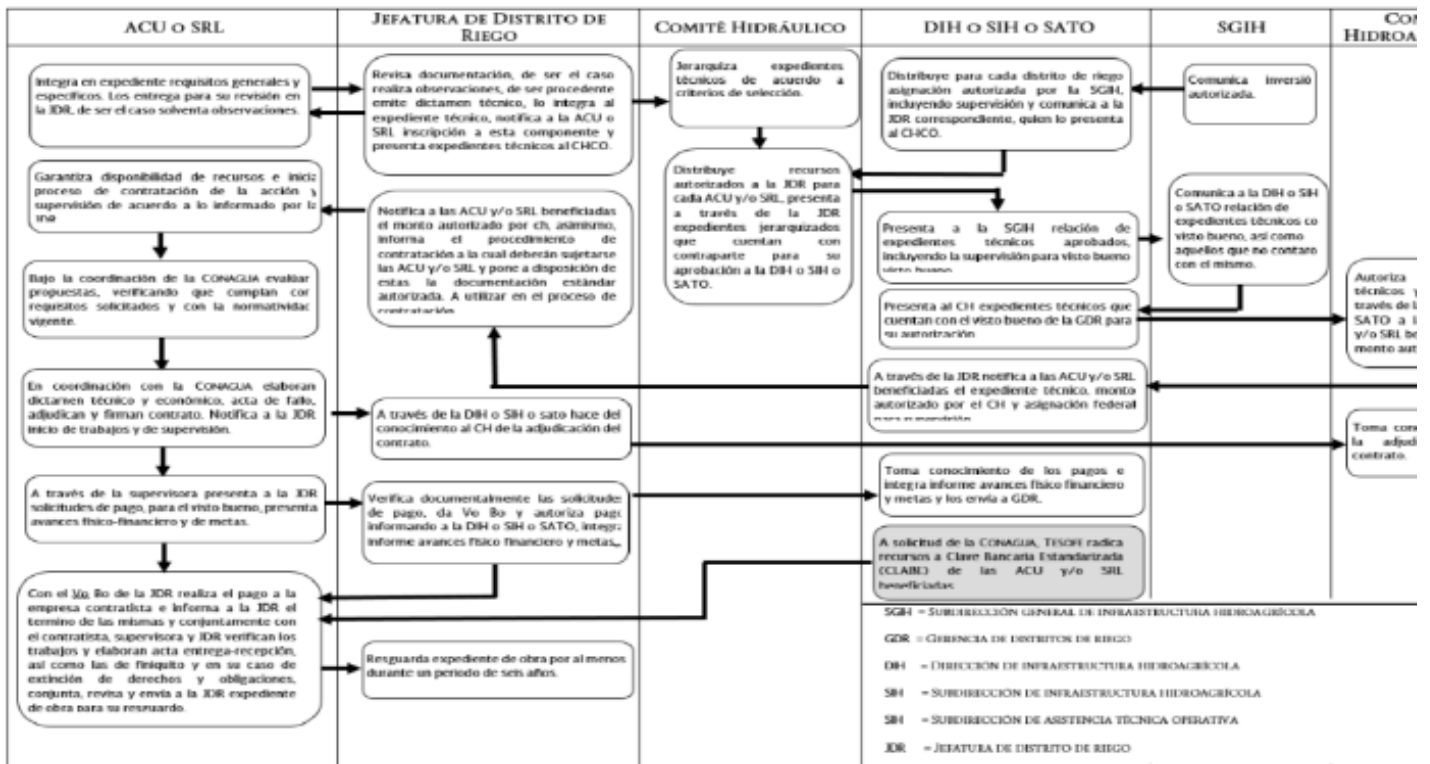 ACU o SRL
JEFATURA DE DISTRITO DE
RIEGO
COMITÉ HIDRÁULICO
DIH o SIH o SATO
SGIH
HIDROA
Integra en expediente requisitos generales y
específicos. Los entrega para su revisión en
la JDR, de ser el caso solventa observaciones.
Garantiza disponibilidad de recursos e inicia
proceso de contratación de la acción y
supervisión de acuerdo a lo informado por la
Bajo la coordinación de la CONAGUA evaluar
propuestas, verificando que cumplan con
requisitos solicitados y con la normatividad
vigente.
En coordinación con la CONAGUA elaboran
dictamen técnico y económico, acta de fallo,
adjudican y firman contrato. Notifica a la JDR
inicio de trabajos y de supervisión.
A través de la supervisora presenta a la JDR
solicitudes de pago, para el visto bueno, presenta
avances físico-financiero y de metas.
Con el Vo Bo de la JDR realiza el pago a la
empresa contratista e informa a la JDR el
termino de las mismas y conjuntamente con
el contratista, supervisora y JDR verifican los
trabajos y elaboran acta entrega-recepción,
así como las de finiquito y en su caso de
extinción de derechos y obligaciones,
conjunta, revisa y envía a la JDR expediente
de obra para su resguardo.
Revisa documentación, de ser el caso
realiza observaciones, de ser procedente
emite dictamen técnico, lo integra al
expediente técnico, notifica a la ACU o
SRL inscripción a esta componente y
presenta expedientes técnicos al CHCO.
Notifica a las ACU y/o SRL beneficiadas
el monto autorizado por ch, asimismo,
informa el procedimiento de
contratación a la cual deberán sujetarse
las ACU y/o SRL y pone a disposición de
estas la documentación estándar
autorizada. A utilizar en el proceso de
contratación
A través de la DIH o SIH o sato hace del
conocimiento al CH de la adjudicación del
contrato.
Verifica documentalmente las solicitudes
de pago, da Vo Bo y autoriza pago
informando a la DIH o SIH o SATO, integra
informe avances físico financiero y metas.
Resguarda expediente de obra por al menos
durante un periodo de seis años.
Jerarquiza expedientes
técnicos de acuerdo a
criterios de selección.
Distribuye recursos
autorizados a la JDR para
cada ACU y/o SRL, presenta
a través de la JDR
expedientes jerarquizados
que cuentan con
contraparte para su
aprobación a la DIH o SIH o
SATO.
Distribuye para cada distrito de riego
asignación autorizada por la SGIH,
incluyendo supervisión y comunica a la
JDR correspondiente, quien lo presenta
al CHCO.
Presenta a la SGIH relación de
expedientes técnicos aprobados,
incluyendo la supervisión para visto bueno
visto bueno
Presenta al CH expedientes técnicos que
cuentan con el visto bueno de la GDR para
su autorización
A través de la JDR notifica a las ACU y/o SRL
beneficiadas el expediente técnico, monto
autorizado por el CH y asignación federal
para supervisión
Toma conocimiento de los pagos e
integra informe avances físico financiero
y metas y los envía a GDR.
A solicitud de la CONAGUA, TESOFE radica
recursos a Clave Bancaria Estandarizada
(CLABE) de las ACU y/o SRL
beneficiadas
Comunica inversió
autorizada.
Comunica a la DIH o SIH
o SATO relación de
expedientes técnicos co
visto bueno, así como
aquellos que no contaro
con el mismo.
Autoriza
técnicos y
través de l
SATO a l
y/o SRL be
monto aut
Toma cono
la adjudi
contrato.
SGIH = SUBDIRECCIÓN GENERAL DE INFRAESTRUCTURA HIDROAGRÍCOLA
GDR = GERENCIA DE DISTRITOS DE RIEGO
DIH = DIRECCIÓN DE INFRAESTRUCTURA HIDROAGRÍCOLA
SIH = SUBDIRECCIÓN DE INFRAESTRUCTURA HIDROAGRÍCOLA
SIH = SUBDIRECCIÓN DE ASISTENCIA TÉCNICA OPERATIVA
JDR = JEFATURA DE DISTRITO DE RIEGO